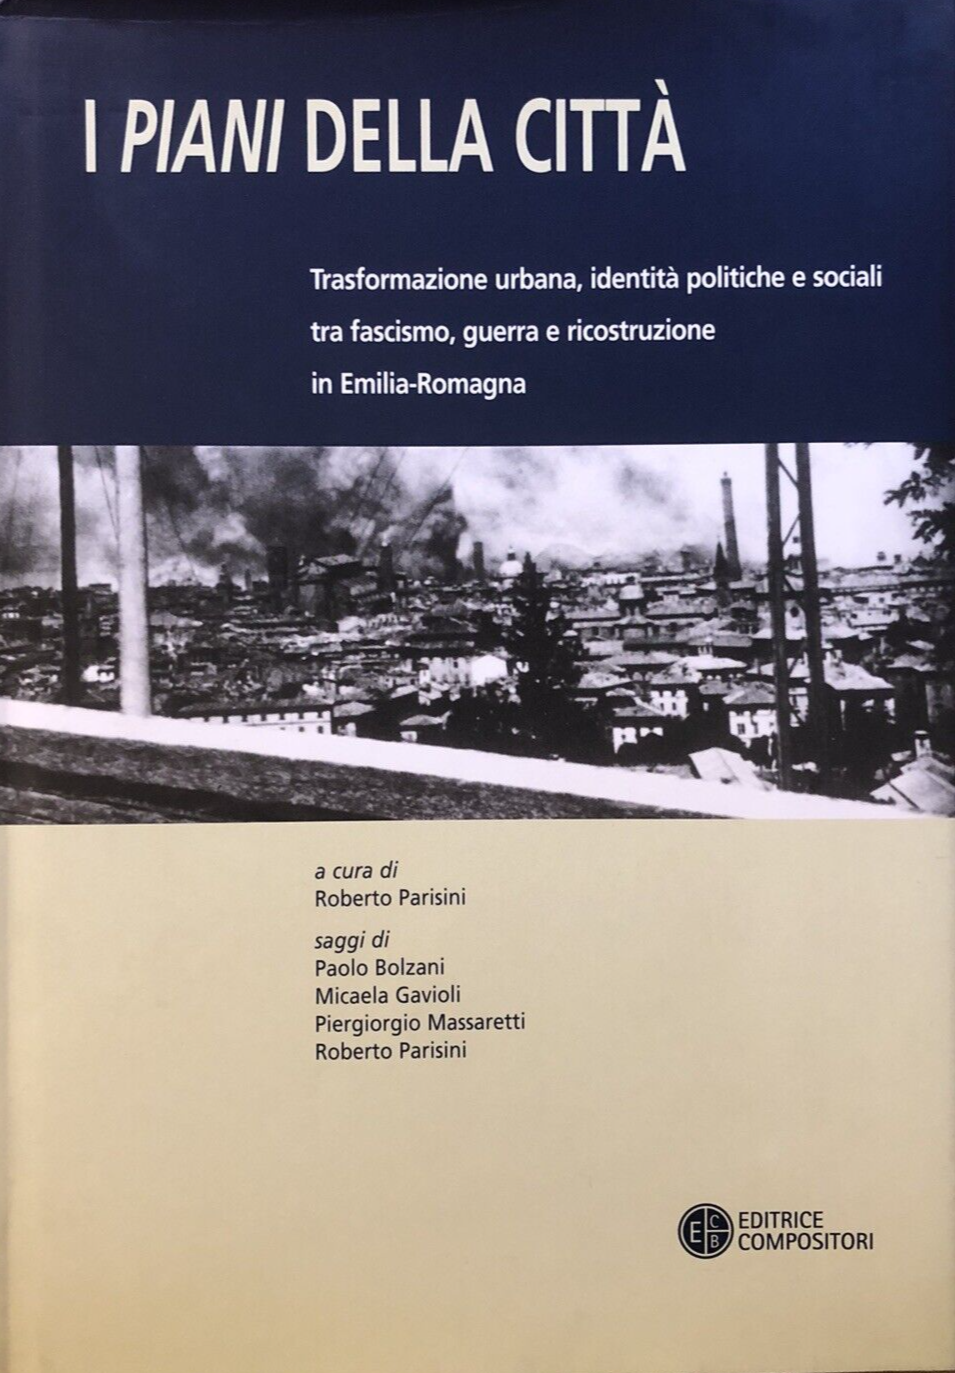 I PIANI DELLA CITTÀ
Trasformazione urbana, identità politiche e sociali
tra fascismo, guerra e ricostruzione
in Emilia-Romagna
a cura di
Roberto Parisini
saggi di
Paolo Bolzani
Micaela Gavioli
Piergiorgio Massaretti
Roberto Parisini
ECB
EDITRICE
COMPOSITORI